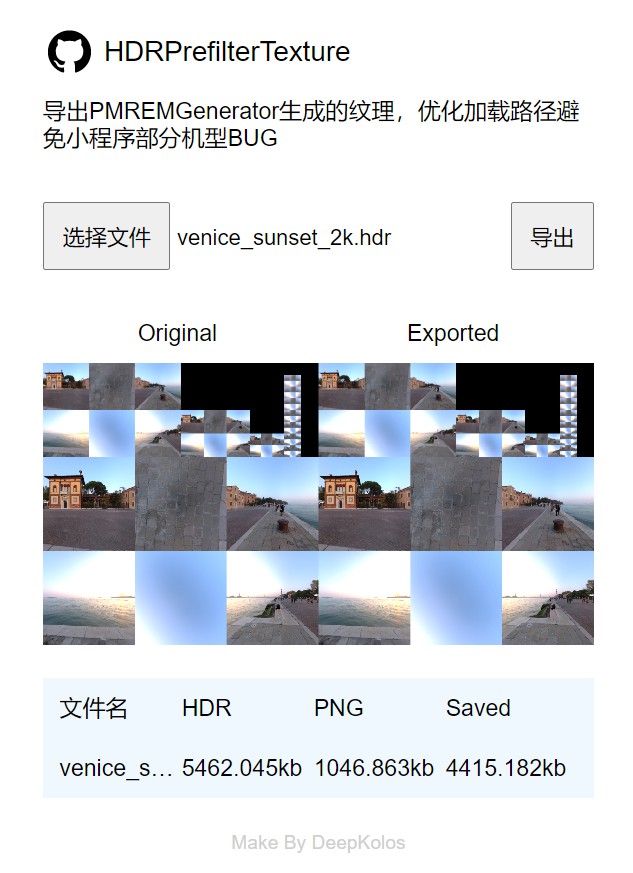 HDRPrefilterTexture
导出PMREMGenerator生成的纹理，优化加载路径避
免小程序部分机型BUG
选择文件 venice_sunset_2k.hdr 导出
Original Exported
文件名 HDR PNG Saved
venice_s... 5462.045kb 1046.863kb 4415.182kb
Make By DeepKolos